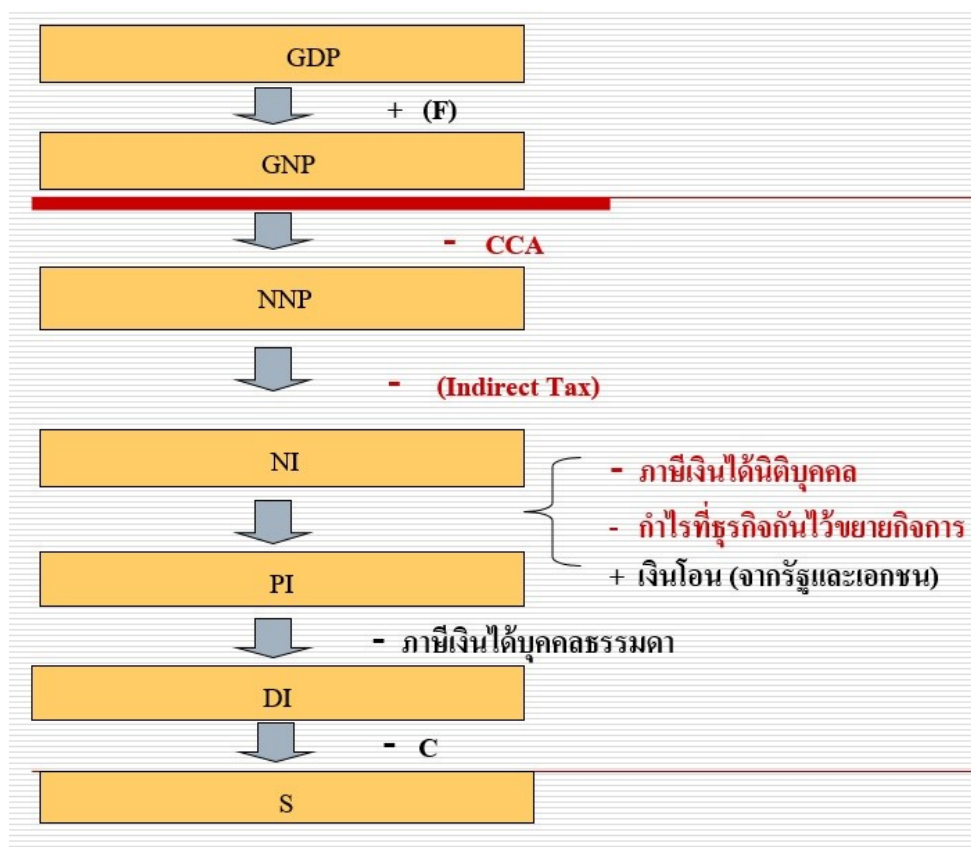 GDP
+ (F)
GNP
- CCA
NNP
- (Indirect Tax)
NI
- ภาษีเงินได้นิติบุคคล
- กำไรที่ธุรกิจกันไว้ขยายกิจการ
+ เงินโอน (จากรัฐและเอกชน)
PI
- ภาษีเงินได้บุคคลธรรมดา
DI
- C
S